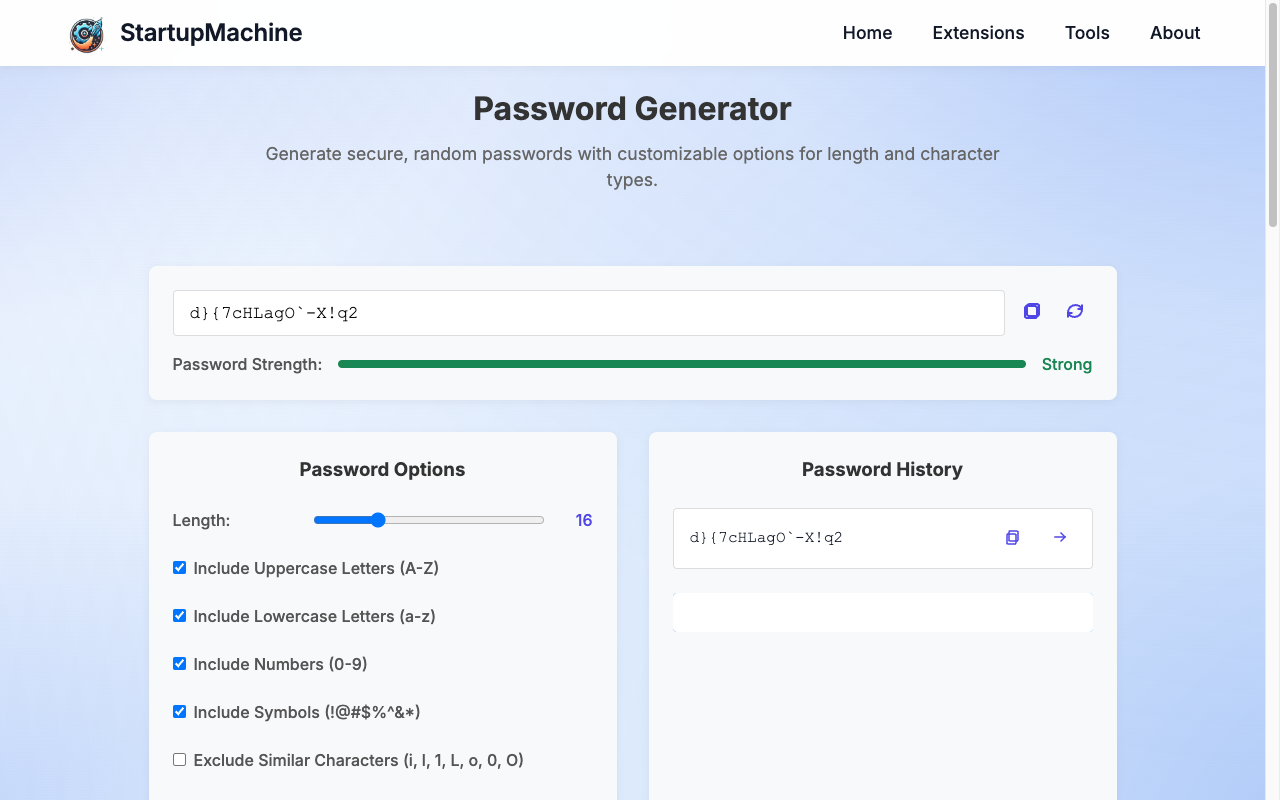 StartupMachine
Home Extensions Tools About
Password Generator
Generate secure, random passwords with customizable options for length and character
types.
d}{7cHLagO`-X!q2
Password Strength: Strong
Password Options
Length: 16
Include Uppercase Letters (A-Z)
Include Lowercase Letters (a-z)
Include Numbers (0-9)
Include Symbols (!@#$%^&*)
Exclude Similar Characters (i, l, 1, L, o, 0, O)
Password History
d}{7cHLagO`-X!q2